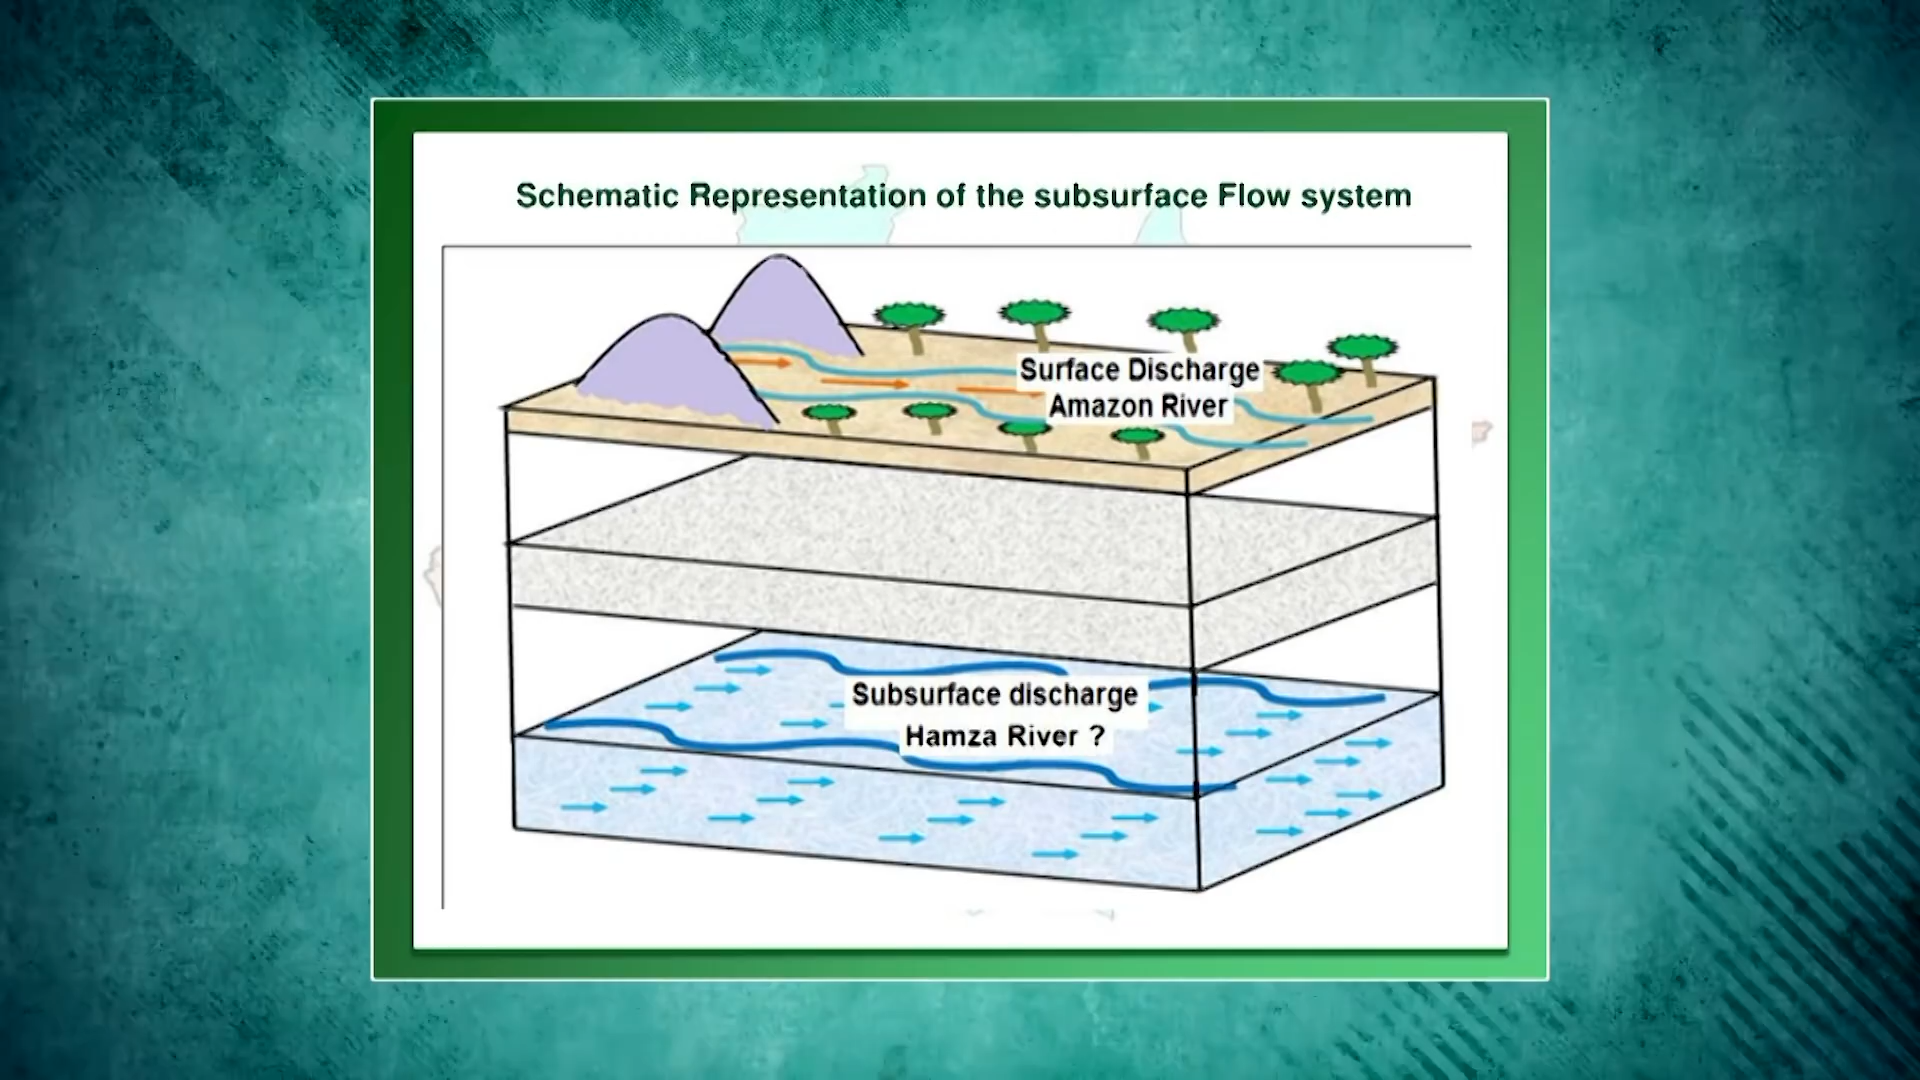 Schematic Representation of the subsurface Flow system
Surface Discharge
Amazon River
Subsurface discharge
Hamza River ?